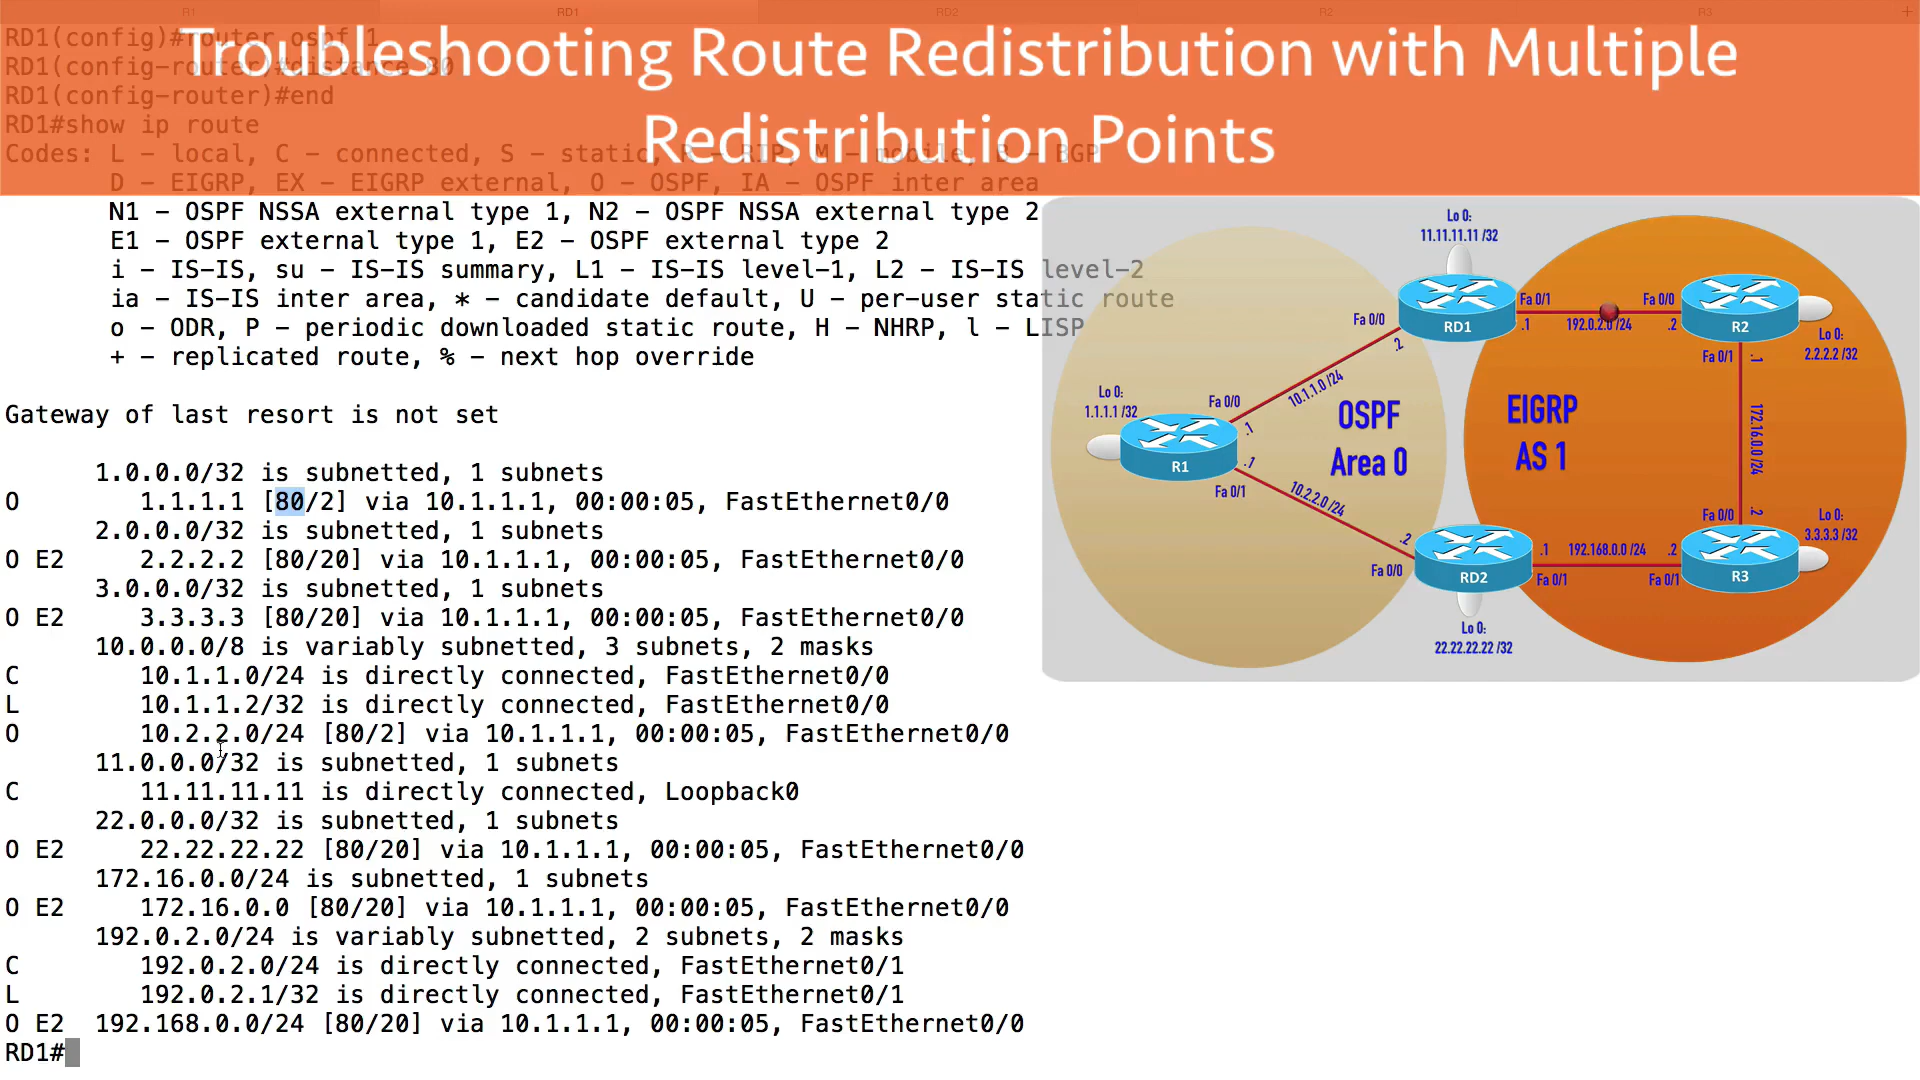 R1 RD1 RD2 R2 R3 +
Troubleshooting Route Redistribution with Multiple
Redistribution Points
RD1(config)#router ospf 1
RD1(config-router)#distance 80
RD1(config-router)#end
RD1#show ip route
Codes: L - local, C - connected, S - static, R - RIP, M - mobile, B - BGP
D - EIGRP, EX - EIGRP external, O - OSPF, IA - OSPF inter area
N1 - OSPF NSSA external type 1, N2 - OSPF NSSA external type 2
E1 - OSPF external type 1, E2 - OSPF external type 2
i - IS-IS, su - IS-IS summary, L1 - IS-IS level-1, L2 - IS-IS level-2
ia - IS-IS inter area, * - candidate default, U - per-user static route
o - ODR, P - periodic downloaded static route, H - NHRP, l - LISP
+ - replicated route, % - next hop override
Gateway of last resort is not set
1.0.0.0/32 is subnetted, 1 subnets
O 1.1.1.1 [80/2] via 10.1.1.1, 00:00:05, FastEthernet0/0
2.0.0.0/32 is subnetted, 1 subnets
O E2 2.2.2.2 [80/20] via 10.1.1.1, 00:00:05, FastEthernet0/0
3.0.0.0/32 is subnetted, 1 subnets
O E2 3.3.3.3 [80/20] via 10.1.1.1, 00:00:05, FastEthernet0/0
10.0.0.0/8 is variably subnetted, 3 subnets, 2 masks
C 10.1.1.0/24 is directly connected, FastEthernet0/0
L 10.1.1.2/32 is directly connected, FastEthernet0/0
O 10.2.2.0/24 [80/2] via 10.1.1.1, 00:00:05, FastEthernet0/0
11.0.0.0/32 is subnetted, 1 subnets
C 11.11.11.11 is directly connected, Loopback0
22.0.0.0/32 is subnetted, 1 subnets
O E2 22.22.22.22 [80/20] via 10.1.1.1, 00:00:05, FastEthernet0/0
172.16.0.0/24 is subnetted, 1 subnets
O E2 172.16.0.0 [80/20] via 10.1.1.1, 00:00:05, FastEthernet0/0
192.0.2.0/24 is variably subnetted, 2 subnets, 2 masks
C 192.0.2.0/24 is directly connected, FastEthernet0/1
L 192.0.2.1/32 is directly connected, FastEthernet0/1
O E2 192.168.0.0/24 [80/20] via 10.1.1.1, 00:00:05, FastEthernet0/0
RD1#
Lo 0:
11.11.11.11 /32
RD1
Fa 0/0
.2
Fa 0/1
.1
192.0.2.0 /24
Fa 0/0
.2
R2
Lo 0:
2.2.2.2 /32
Fa 0/1
.1
10.1.1.0 /24
Lo 0:
1.1.1.1 /32
Fa 0/0
.1
R1
.1
Fa 0/1
OSPF
Area 0
EIGRP
AS 1
172.16.0.0 /24
10.2.2.0 /24
.2
Fa 0/0
RD2
.1
Fa 0/1
192.168.0.0 /24
.2
Fa 0/1
Fa 0/0
.2
R3
Lo 0:
3.3.3.3 /32
Lo 0:
22.22.22.22 /32